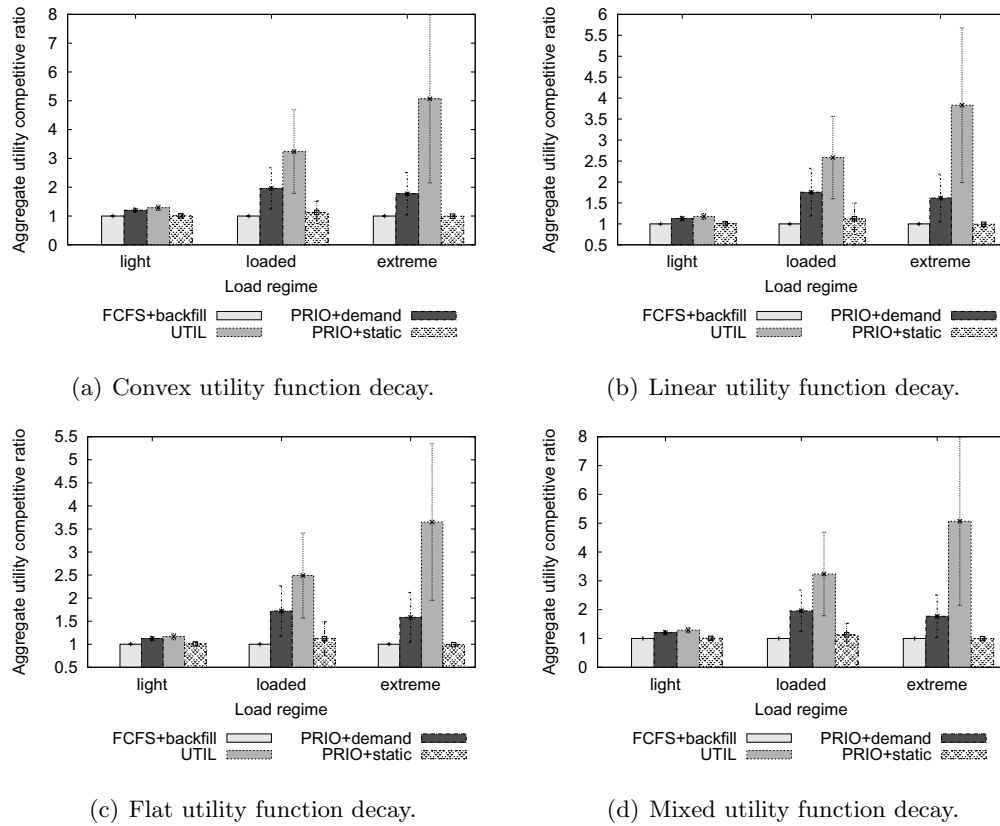 Aggregate utility competitive ratio
8
7
6
5
4
3
2
1
0
light loaded extreme
Load regime
FCFS+backfill PRIO+demand
UTIL PRIO+static
(a) Convex utility function decay.
Aggregate utility competitive ratio
6
5.5
5
4.5
4
3.5
3
2.5
2
1.5
1
0.5
light loaded extreme
Load regime
FCFS+backfill PRIO+demand
UTIL PRIO+static
(b) Linear utility function decay.
Aggregate utility competitive ratio
5.5
5
4.5
4
3.5
3
2.5
2
1.5
1
0.5
light loaded extreme
Load regime
FCFS+backfill PRIO+demand
UTIL PRIO+static
(c) Flat utility function decay.
Aggregate utility competitive ratio
8
7
6
5
4
3
2
1
0
light loaded extreme
Load regime
FCFS+backfill PRIO+demand
UTIL PRIO+static
(d) Mixed utility function decay.